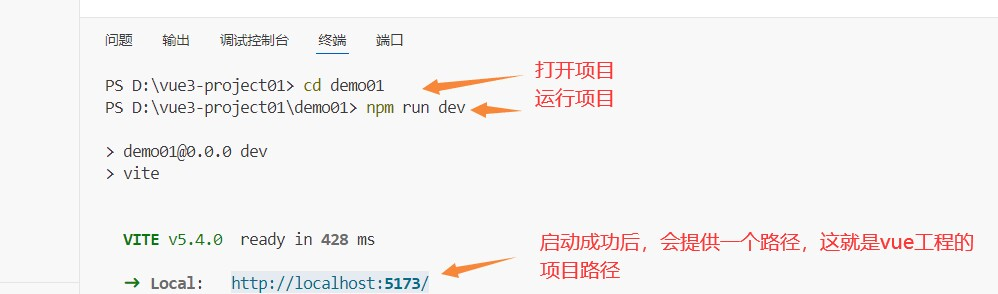 问题 输出 调试控制台 终端 端口
PS D:\vue3-project01> cd demo01
打开项目
PS D:\vue3-project01\demo01> npm run dev
运行项目
> demo01@0.0.0 dev
> vite
VITE v5.4.0 ready in 428 ms
启动成功后，会提供一个路径，这就是vue工程的
项目路径
➜ Local: http://localhost:5173/